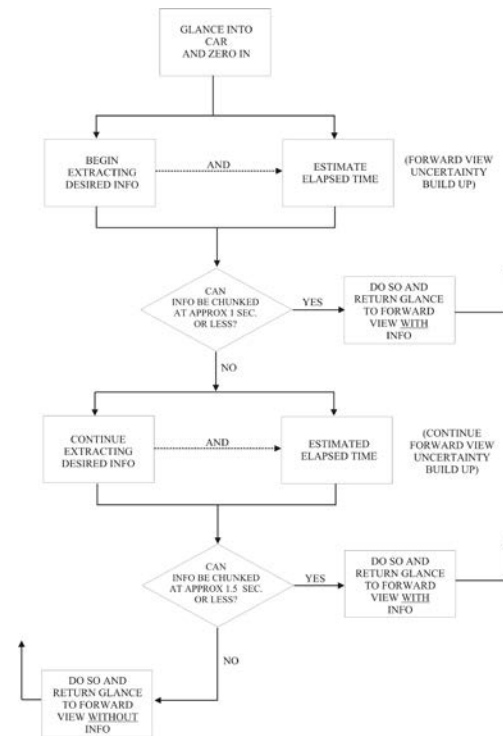 GLANCE INTO
CAR
AND ZERO IN
BEGIN
EXTRACTING
DESIRED INFO
AND
ESTIMATE
ELAPSED TIME
(FORWARD VIEW
UNCERTAINTY
BUILD UP)
CAN
INFO BE CHUNKED
AT APPROX 1 SEC.
OR LESS?
YES
DO SO AND
RETURN GLANCE
TO FORWARD
VIEW WITH
INFO
NO
CONTINUE
EXTRACTING
DESIRED INFO
AND
ESTIMATED
ELAPSED TIME
(CONTINUE
FORWARD VIEW
UNCERTAINTY
BUILD UP)
CAN
INFO BE CHUNKED
AT APPROX 1.5 SEC.
OR LESS?
YES
DO SO AND
RETURN GLANCE
TO FORWARD
VIEW WITH
INFO
NO
DO SO AND
RETURN GLANCE
TO FORWARD
VIEW WITHOUT
INFO